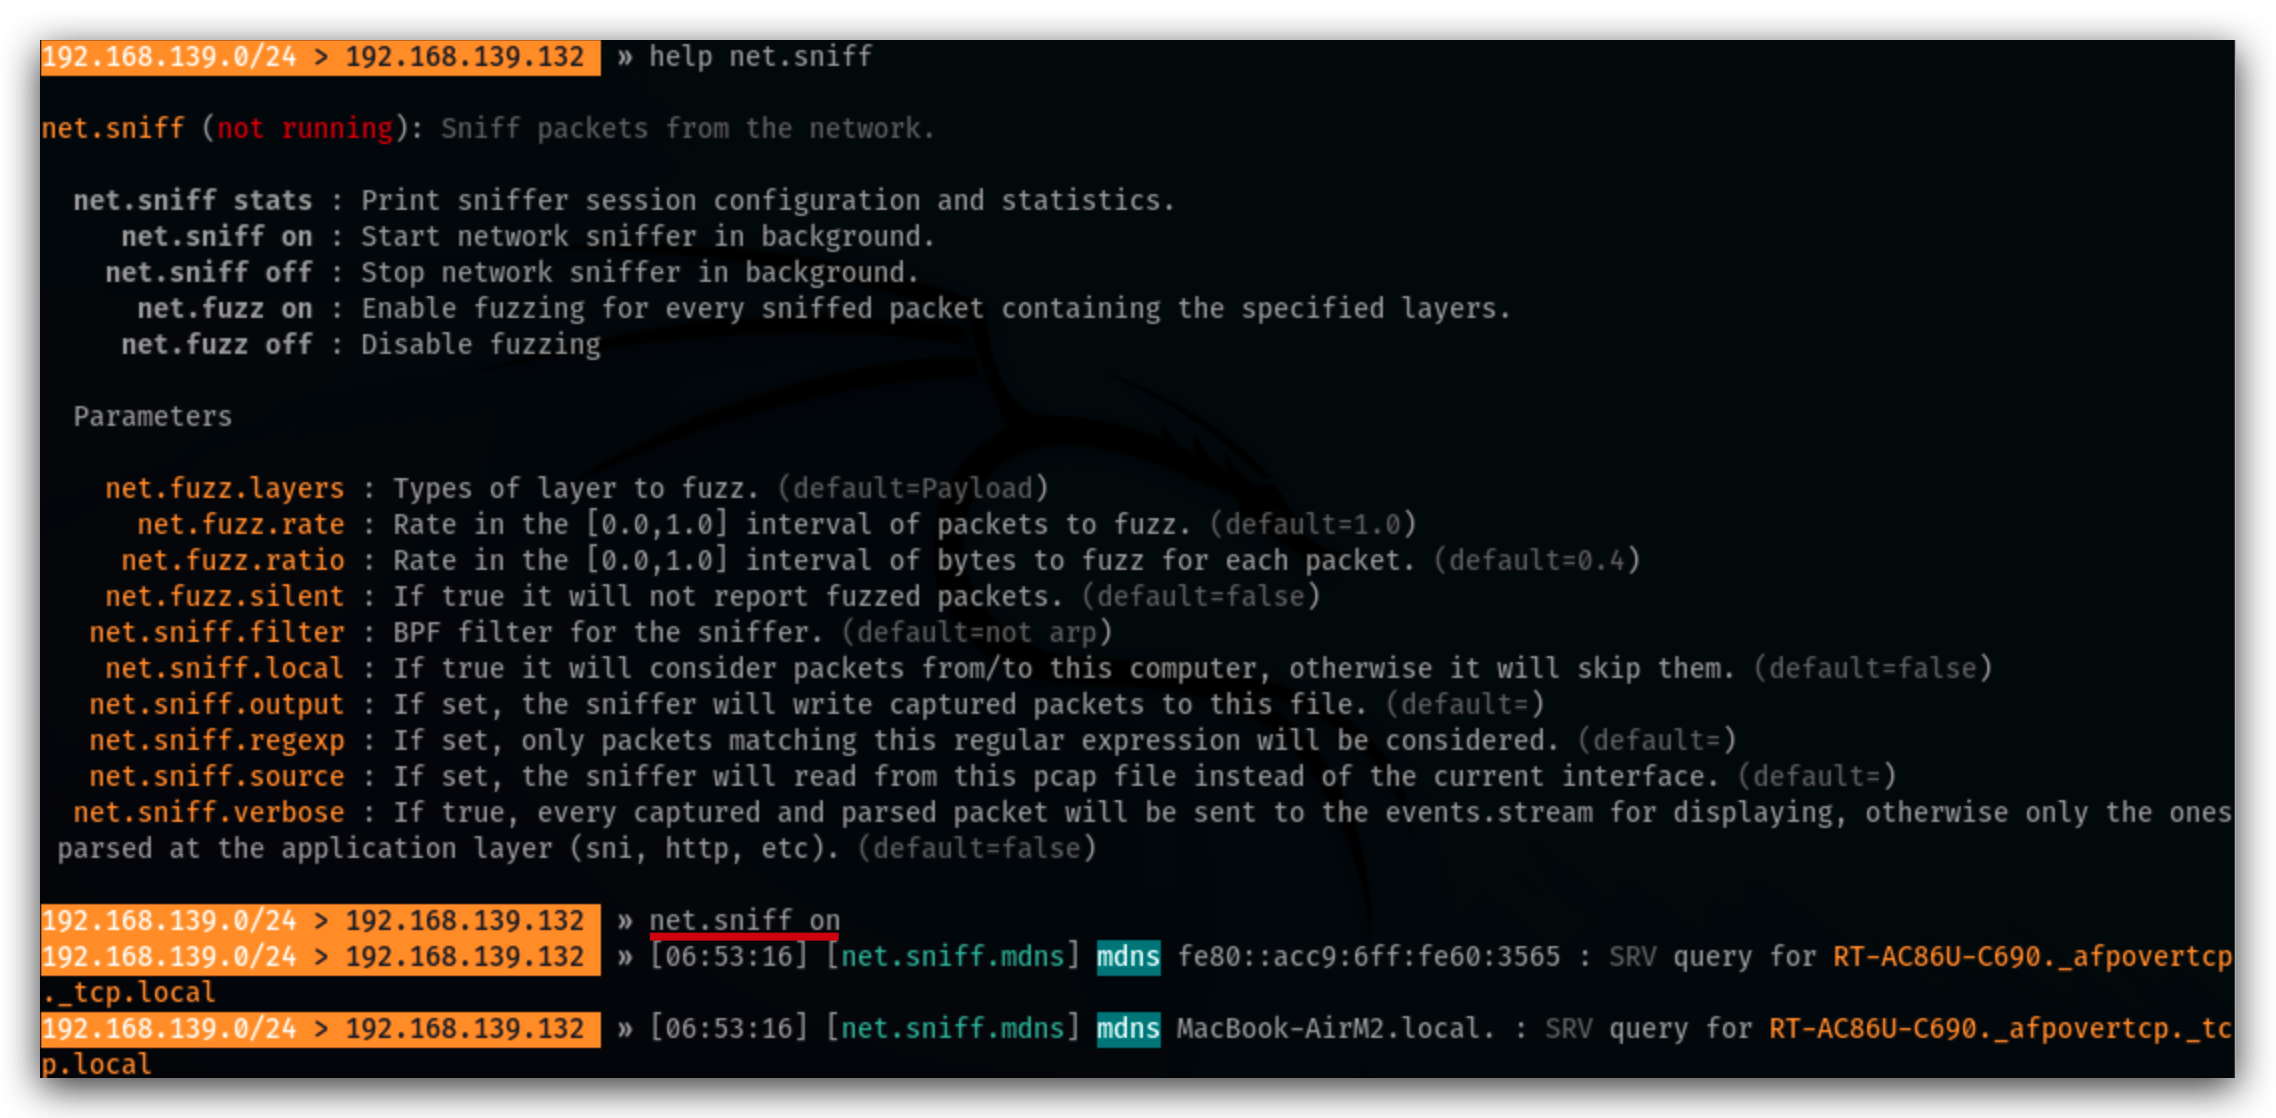 192.168.139.0/24 > 192.168.139.132 » help net.sniff
net.sniff (not running): Sniff packets from the network.
net.sniff stats : Print sniffer session configuration and statistics.
net.sniff on : Start network sniffer in background.
net.sniff off : Stop network sniffer in background.
net.fuzz on : Enable fuzzing for every sniffed packet containing the specified layers.
net.fuzz off : Disable fuzzing
Parameters
net.fuzz.layers : Types of layer to fuzz. (default=Payload)
net.fuzz.rate : Rate in the [0.0,1.0] interval of packets to fuzz. (default=1.0)
net.fuzz.ratio : Rate in the [0.0,1.0] interval of bytes to fuzz for each packet. (default=0.4)
net.fuzz.silent : If true it will not report fuzzed packets. (default=false)
net.sniff.filter : BPF filter for the sniffer. (default=not arp)
net.sniff.local : If true it will consider packets from/to this computer, otherwise it will skip them. (default=false)
net.sniff.output : If set, the sniffer will write captured packets to this file. (default=)
net.sniff.regexp : If set, only packets matching this regular expression will be considered. (default=)
net.sniff.source : If set, the sniffer will read from this pcap file instead of the current interface. (default=)
net.sniff.verbose : If true, every captured and parsed packet will be sent to the events.stream for displaying, otherwise only the ones
parsed at the application layer (sni, http, etc). (default=false)
192.168.139.0/24 > 192.168.139.132 » net.sniff on
192.168.139.0/24 > 192.168.139.132 » [06:53:16] [net.sniff.mdns] mdns fe80::acc9:6ff:fe60:3565 : SRV query for RT-AC86U-C690._afpovertcp
._tcp.local
192.168.139.0/24 > 192.168.139.132 » [06:53:16] [net.sniff.mdns] mdns MacBook-AirM2.local. : SRV query for RT-AC86U-C690._afpovertcp._tc
p.local